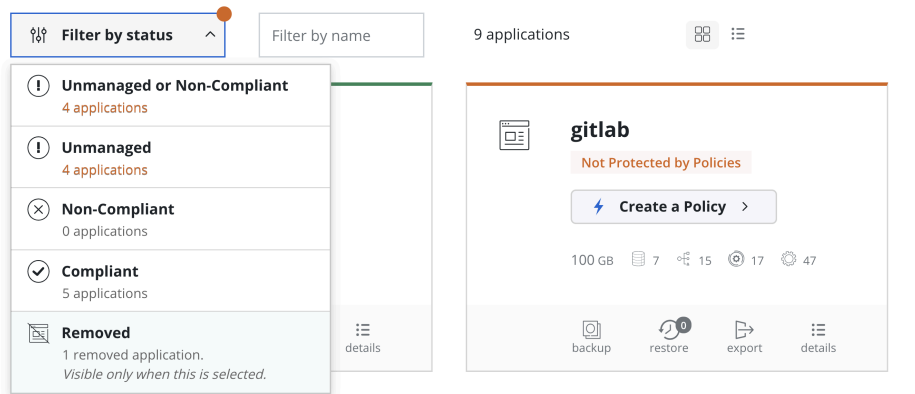 Filter by status
Filter by name
9 applications
Unmanaged or Non-Compliant
4 applications
Unmanaged
4 applications
Non-Compliant
0 applications
Compliant
5 applications
Removed
1 removed application.
Visible only when this is selected.
details
gitlab
Not Protected by Policies
Create a Policy
100 GB 7 15 17 47
0
backup restore export details